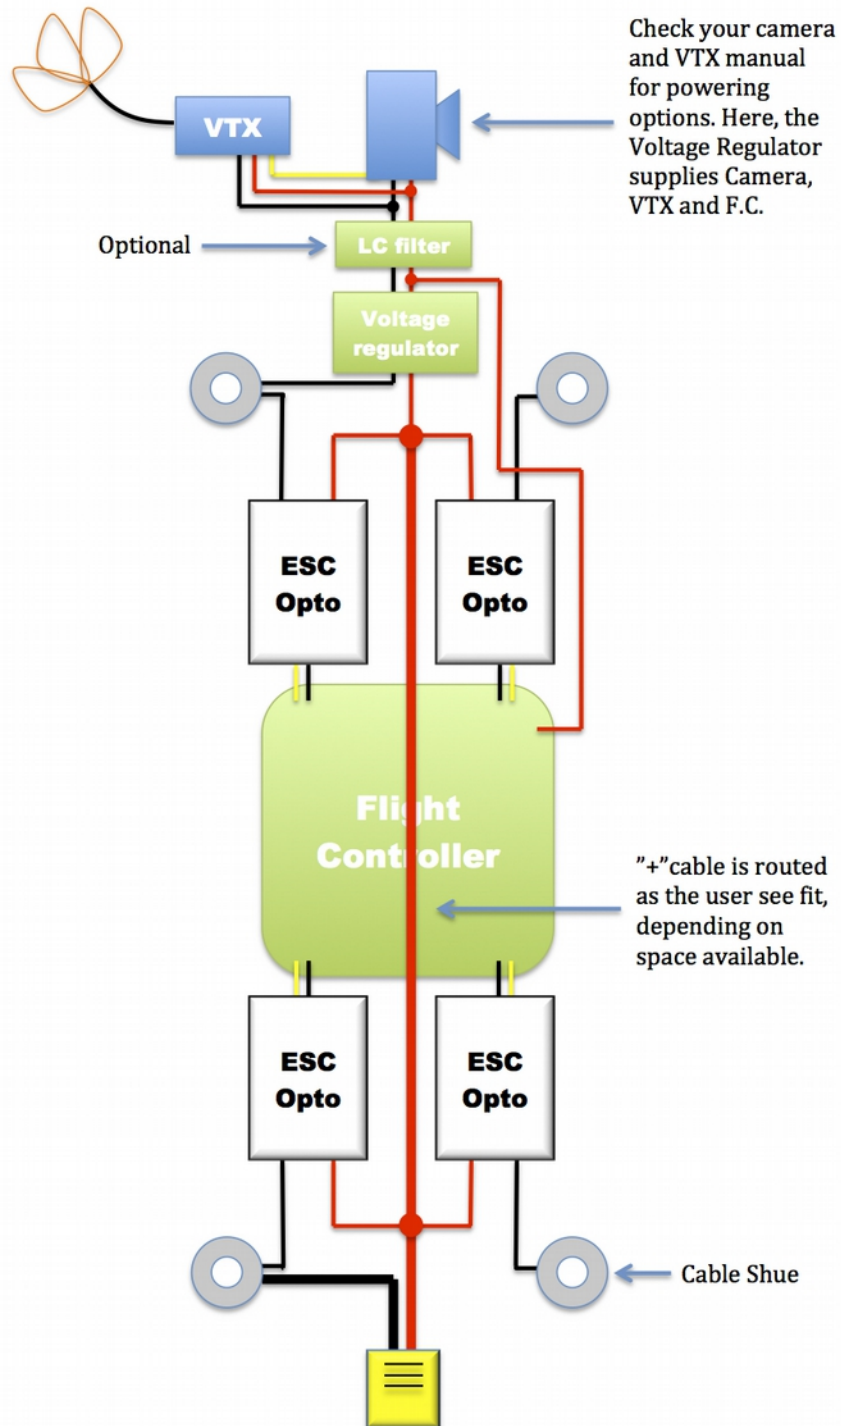 Check your camera
and VTX manual
for powering
options. Here, the
Voltage Regulator
supplies Camera,
VTX and F.C.
VTX
Optional
LC filter
Voltage
regulator
ESC
Opto
ESC
Opto
Flight
Controller
”+”cable is routed
as the user see fit,
depending on
space available.
ESC
Opto
ESC
Opto
Cable Shue